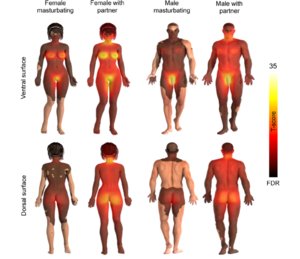 Female
masturbating
Female with
partner
Male
masturbating
Male with
partner
Ventral surface
35
T-score
FDR
Dorsal surface